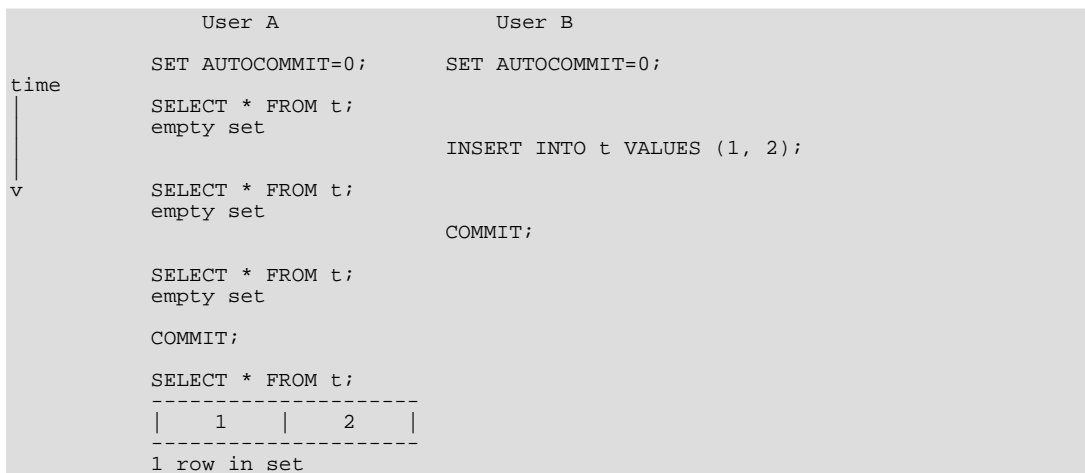 User A User B
SET AUTOCOMMIT=0; SET AUTOCOMMIT=0;
time
| SELECT * FROM t;
| empty set
| INSERT INTO t VALUES (1, 2);
|
v SELECT * FROM t;
empty set
COMMIT;
SELECT * FROM t;
empty set
COMMIT;
SELECT * FROM t;
---------------------
| 1 | 2 |
---------------------
1 row in set